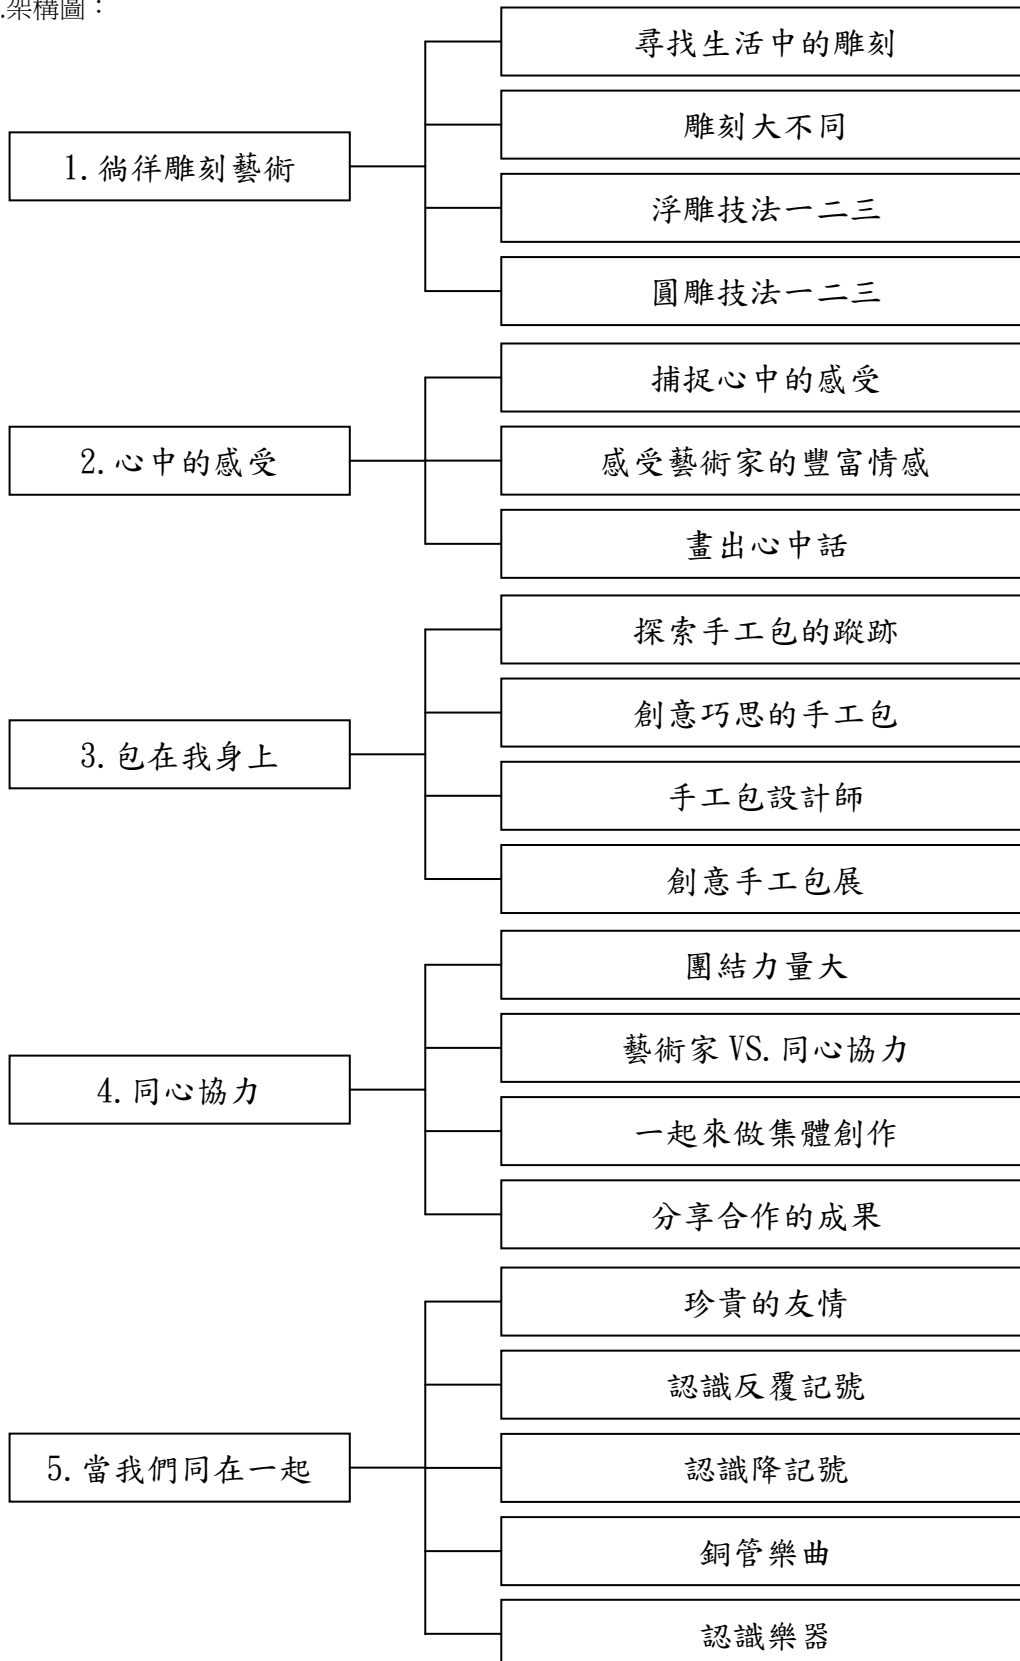 .架構圖：
1.徜徉雕刻藝術
尋找生活中的雕刻
雕刻大不同
浮雕技法一二三
圓雕技法一二三
2.心中的感受
捕捉心中的感受
感受藝術家的豐富情感
畫出心中話
3.包在我身上
探索手工包的蹤跡
創意巧思的手工包
手工包設計師
創意手工包展
4.同心協力
團結力量大
藝術家 VS.同心協力
一起來做集體創作
分享合作的成果
5.當我們同在一起
珍貴的友情
認識反覆記號
認識降記號
銅管樂曲
認識樂器